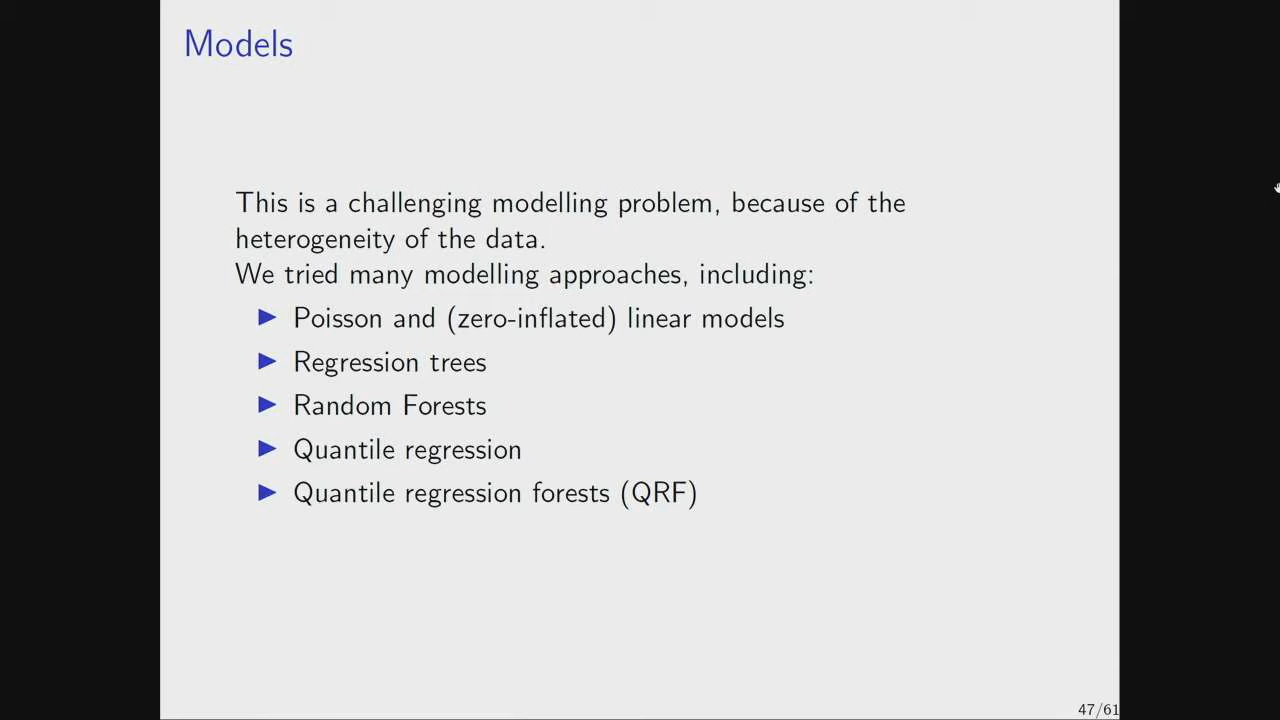 Models
This is a challenging modelling problem, because of the
heterogeneity of the data.
We tried many modelling approaches, including:
Poisson and (zero-inflated) linear models
Regression trees
Random Forests
Quantile regression
Quantile regression forests (QRF)
47/61